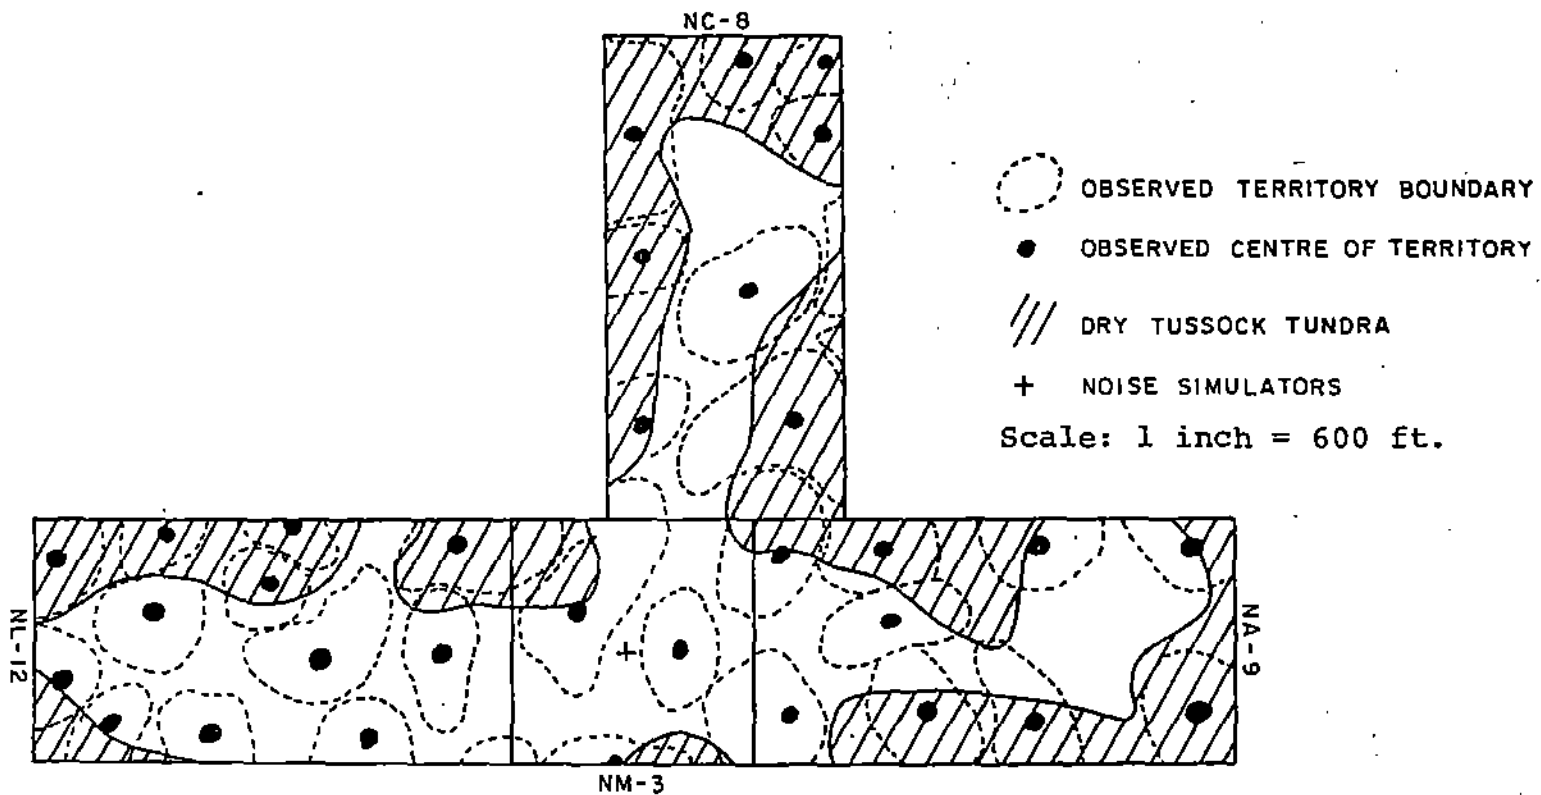 NC-8
OBSERVED TERRITORY BOUNDARY
OBSERVED CENTRE OF TERRITORY
DRY TUSSOCK TUNDRA
NOISE SIMULATORS
Scale: 1 inch = 600 ft.
NL-12
NA-9
NM-3